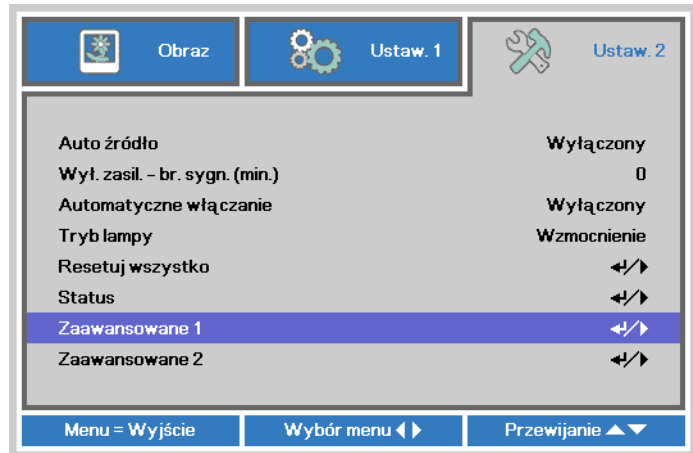 Obraz
Ustaw. 1
Ustaw. 2
Auto źródło Wyłączony
Wył. zasil. – br. sygn. (min.) 0
Automatyczne włączanie Wyłączony
Tryb lampy Wzmocnienie
Resetuj wszystko ↵/▶
Status ↵/▶
Zaawansowane 1 ↵/▶
Zaawansowane 2 ↵/▶
Menu = Wyjście
Wybór menu ◀▶
Przewijanie ▲▼